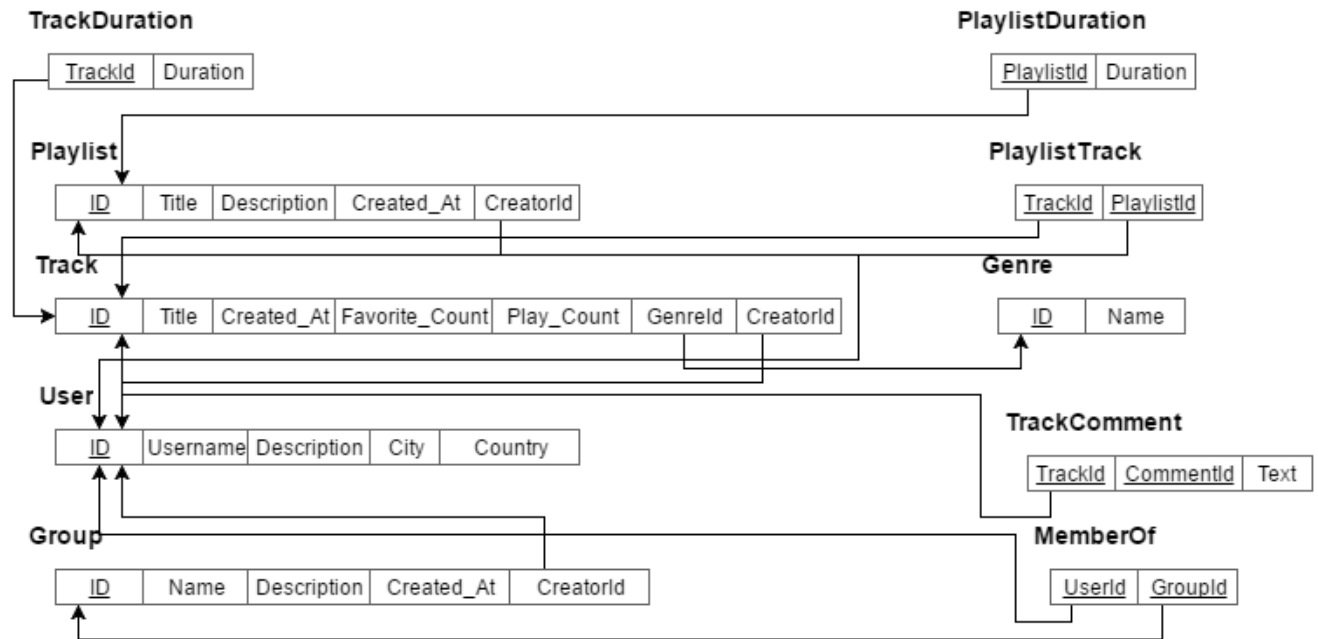 TrackDuration PlaylistDuration
TrackId Duration PlaylistId Duration
Playlist PlaylistTrack
ID Title Description Created_At CreatorId TrackId PlaylistId
Track Genre
ID Title Created_At Favorite_Count Play_Count GenreId CreatorId ID Name
User
TrackComment
ID Username Description City Country
TrackId CommentId Text
Group MemberOf
ID Name Description Created_At CreatorId UserId GroupId